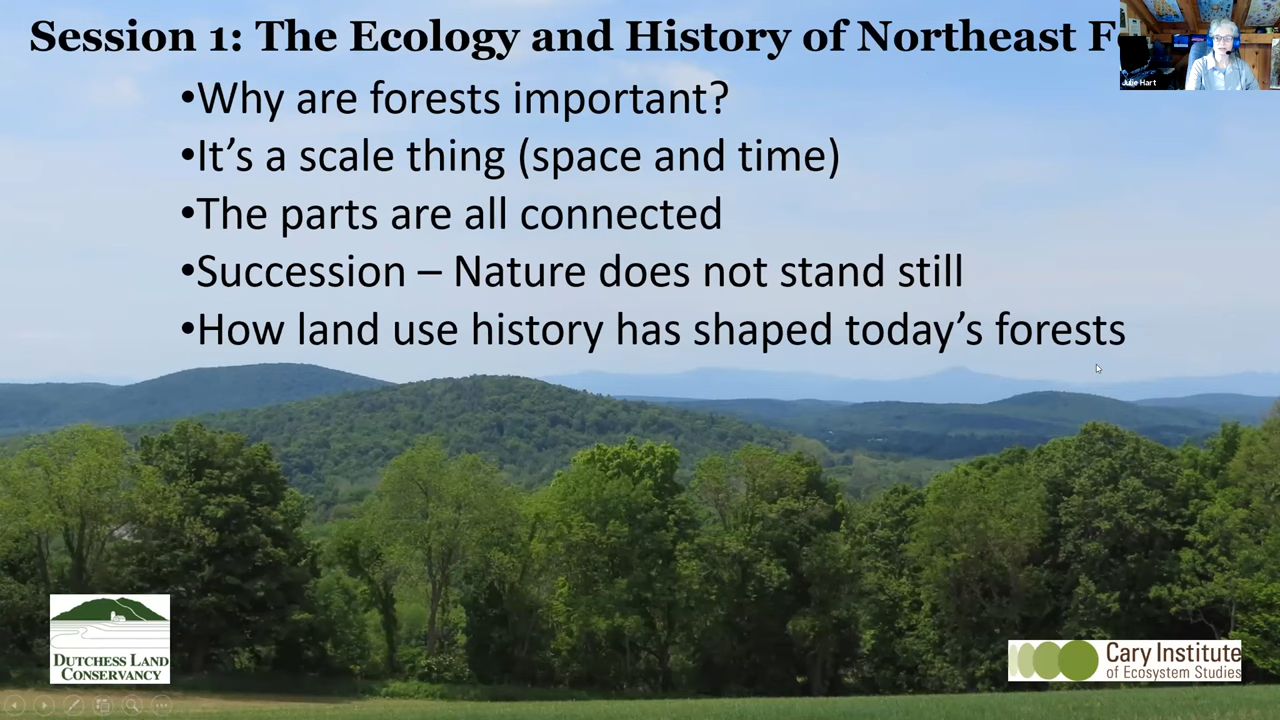 Session 1: The Ecology and History of Northeast
Julie Hart
•Why are forests important?
•It’s a scale thing (space and time)
•The parts are all connected
•Succession – Nature does not stand still
•How land use history has shaped today’s forests
DUTCHESS LAND
CONSERVANCY
Cary Institute
of Ecosystem Studies